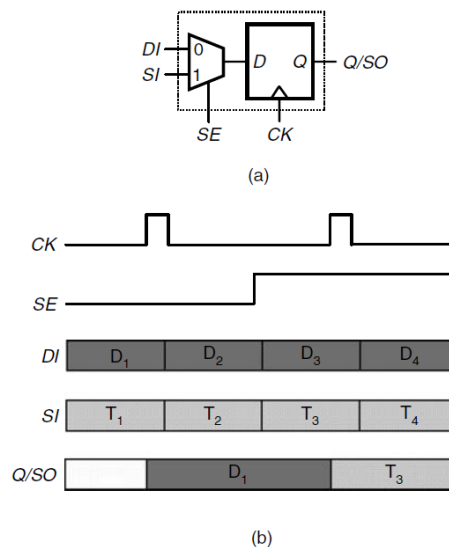 DI 0 D Q Q/SO
SI 1
SE CK
(a)
CK
SE
DI D₁ D₂ D₃ D₄
SI T₁ T₂ T₃ T₄
Q/SO D₁ T₃
(b)